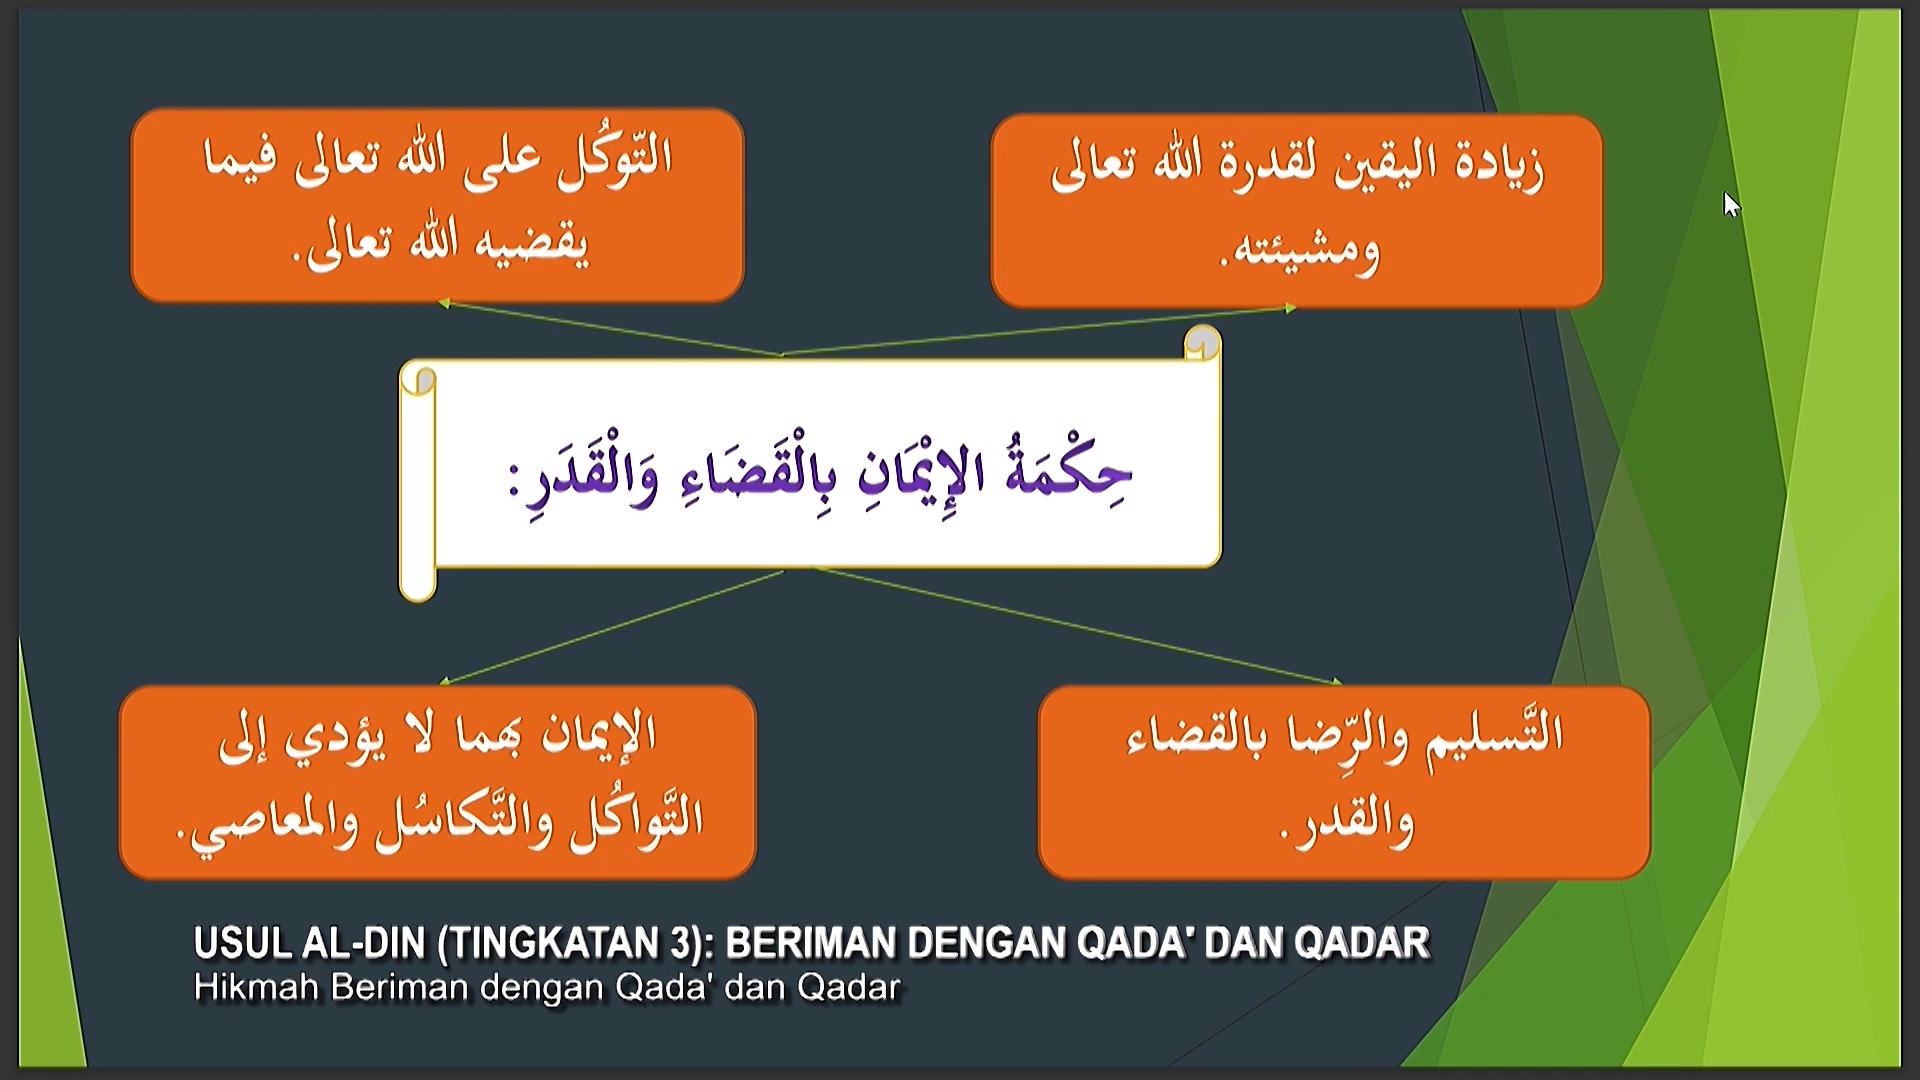 زيادة اليقين لقدرة الله تعالى
ومشيئته.
التّوكُل على الله تعالى فيما
يقضيه الله تعالى.
حِكْمَةُ الإِيْمَانِ بِالْقَضَاءِ وَالْقَدَرِ:
التَّسليم والرِّضا بالقضاء
والقدر.
الإيمان بهما لا يؤدي إلى
التَّواكُل والتَّكاسُل والمعاصي.
USUL AL-DIN (TINGKATAN 3): BERIMAN DENGAN QADA' DAN QADAR
Hikmah Beriman dengan Qada' dan Qadar